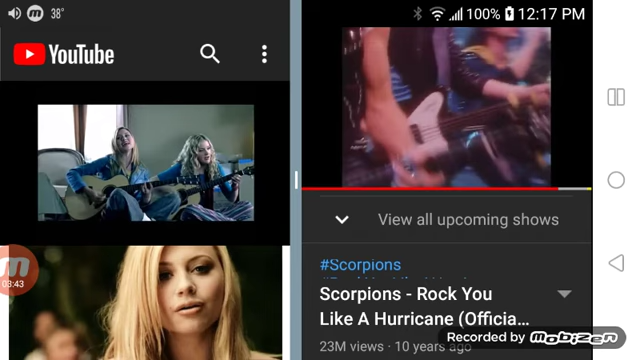 38°
100% 12:17 PM
YouTube
View all upcoming shows
#Scorpions
Scorpions - Rock You
Like A Hurricane (Officia...
23M views · 10 years ago
Recorded by mobizen
03:43